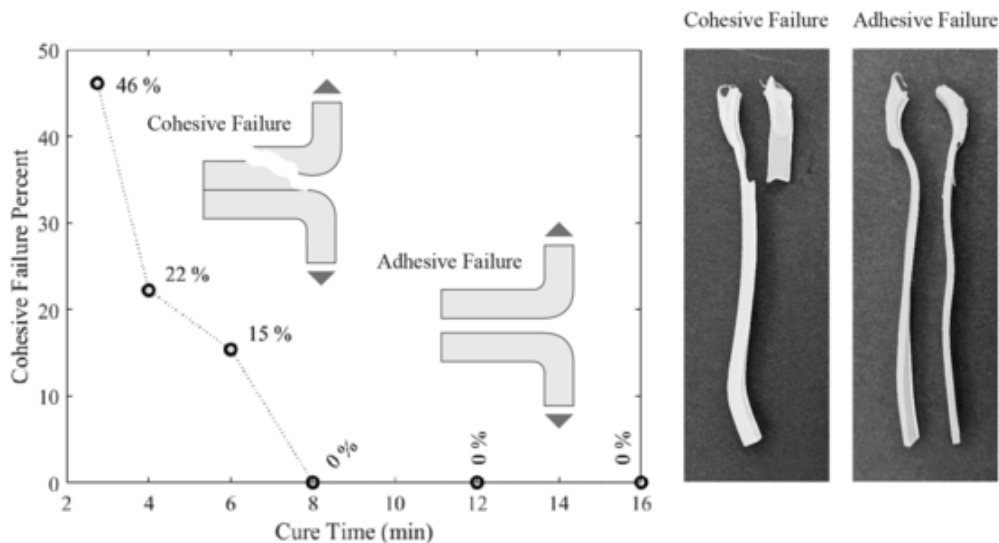 Cohesive Failure Adhesive Failure
50
46 %
Cohesive Failure
40
30
Adhesive Failure
22 %
20
15 %
10
0 %
0 %
0 %
0
2 4 6 8 10 12 14 16
Cure Time (min)
Cohesive Failure Percent